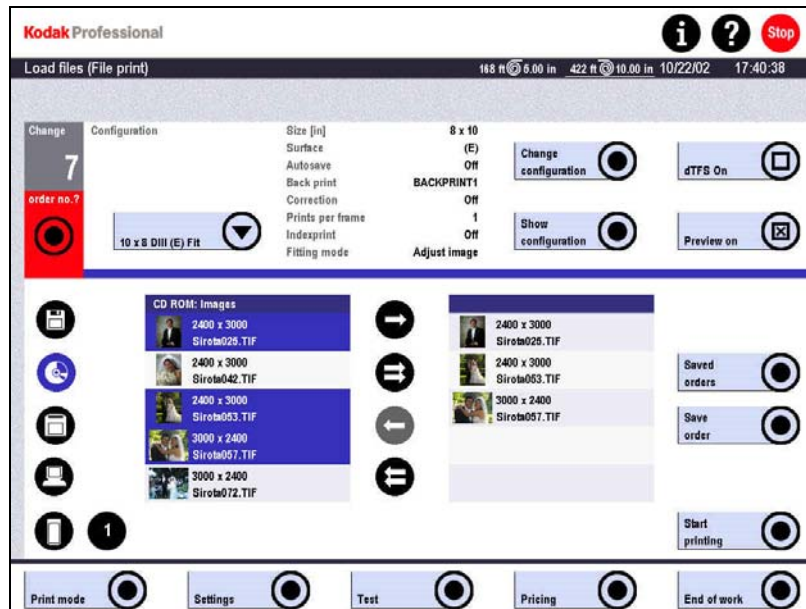 Kodak Professional
Stop
Load files (File print) 168 ft 6.00 in 422 ft 10.00 in 10/22/02 17:40:38
Change
7
order no.?
Configuration
10 x 8 DIII (E) Fit
Size [in] 8 x 10
Surface (E)
Autosave Off
Back print BACKPRINT1
Correction Off
Prints per frame 1
Indexprint Off
Fitting mode Adjust image
Change configuration
Show configuration
dTFS On
Preview on
CD ROM: Images
2400 x 3000
Sirota026.TIF
2400 x 3000
Sirota042.TIF
2400 x 3000
Sirota053.TIF
3000 x 2400
Sirota057.TIF
3000 x 2400
Sirota072.TIF
2400 x 3000
Sirota026.TIF
2400 x 3000
Sirota053.TIF
3000 x 2400
Sirota057.TIF
Saved
orders
Save
order
1
Start
printing
Print mode
Settings
Test
Pricing
End of work